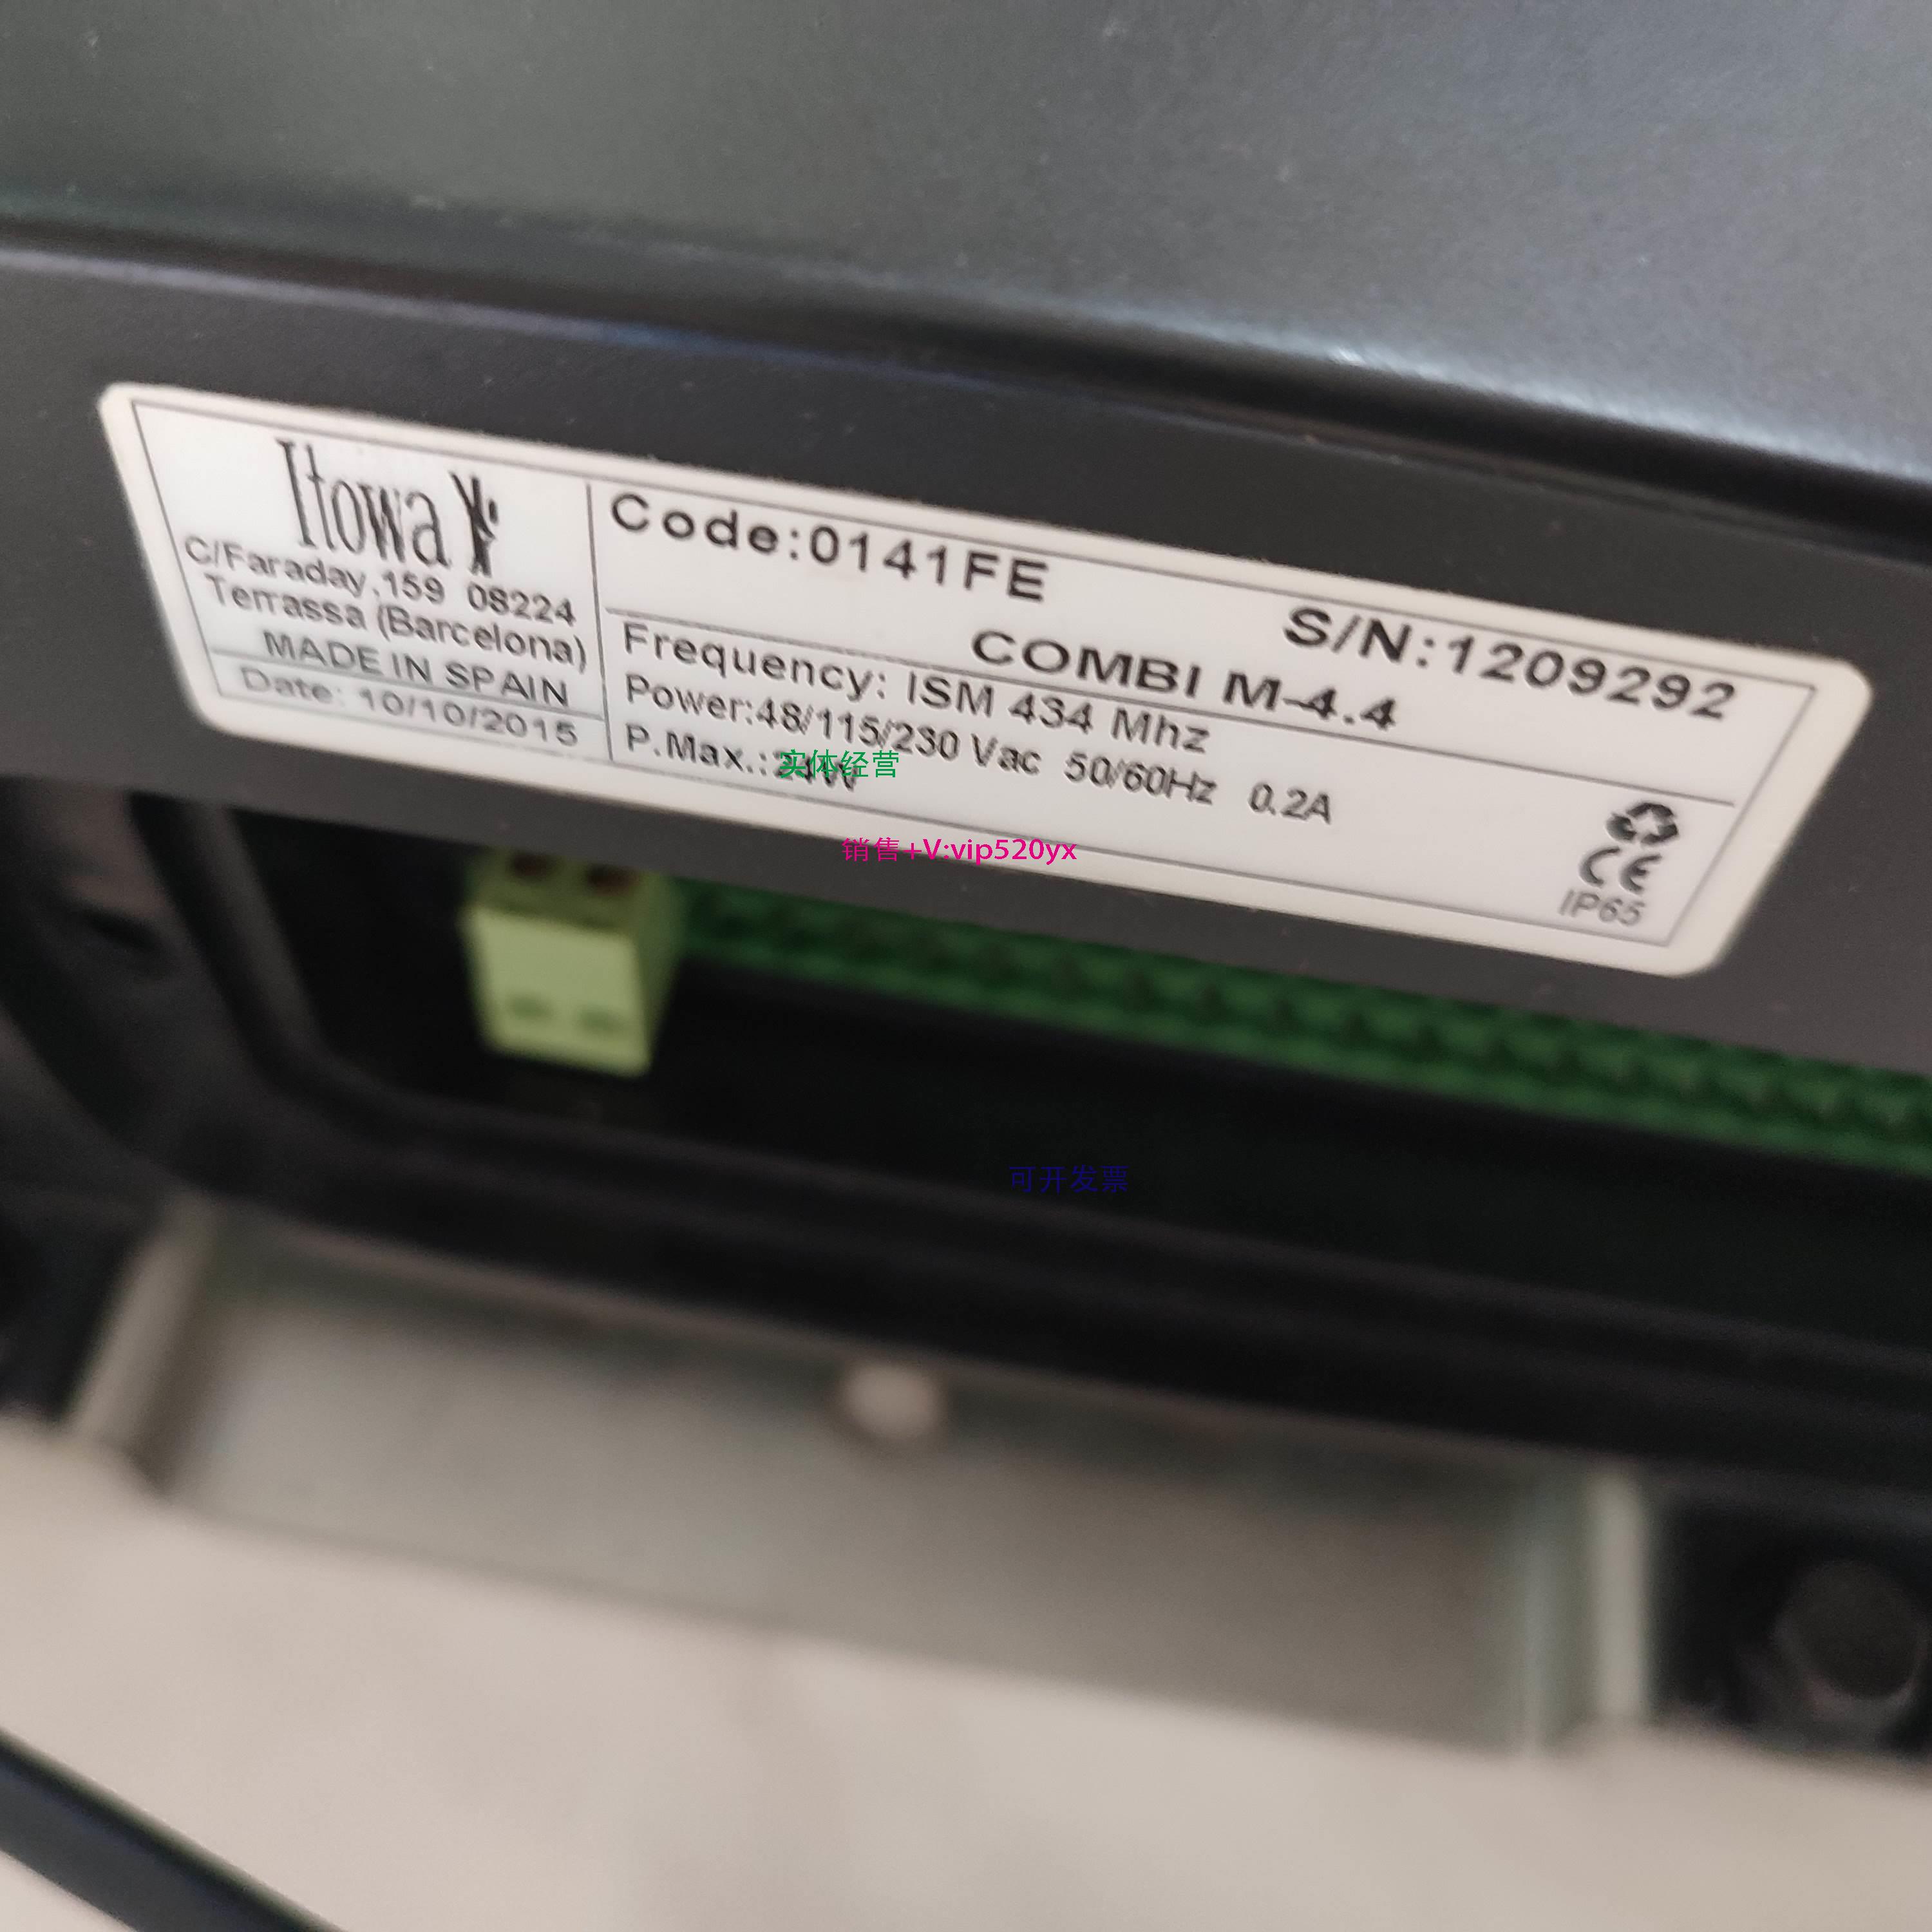 Itowa
C/Faraday,159 08224
Terrassa (Barcelona)
MADE IN SPAIN
Date: 10/10/2015
Code:0141FE
S/N:1209292
COMBI M-4.4
Frequency: ISM 434 Mhz
Power:48/115/230 Vac 50/60Hz 0.2A
P.Max.:24W
CE
IP65
实体经营
销售+V:vip520yx
可开发票